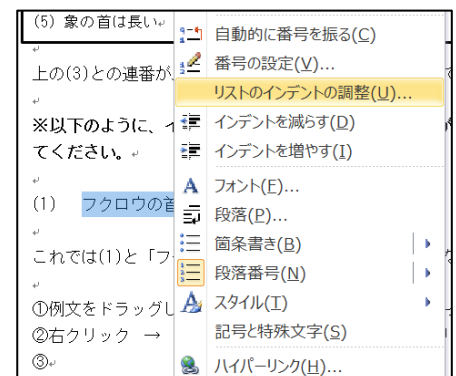 (5) 象の首は長い
自動的に番号を振る(C)
上の(3)との連番が
番号の設定(V)...
リストのインデントの調整(U)...
※以下のように、イ
インデントを減らす(D)
てください。
インデントを増やす(I)
フォント(F)...
(1) フクロウの首
段落(P)...
箇条書き(B)
これでは(1)と「フ
段落番号(N)
①例文をドラッグし
スタイル(T)
②右クリック →
記号と特殊文字(S)
③
ハイパーリンク(H)...